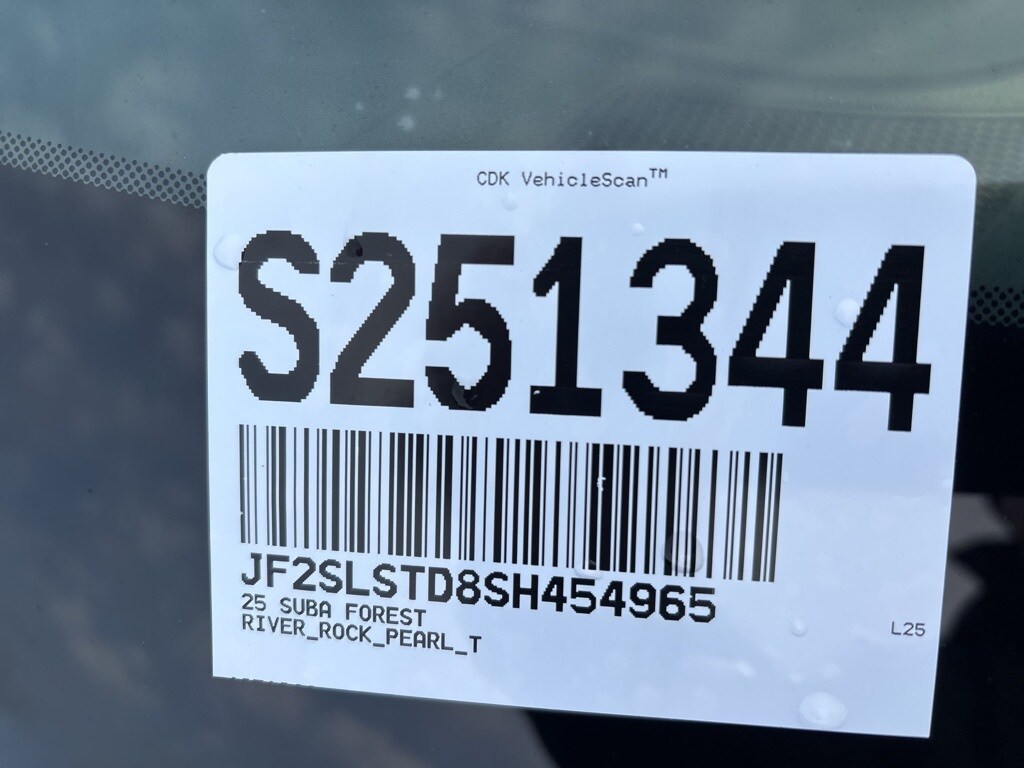 CDK VehicleScan™
S251344
JF2SLSTD8SH454965
25 SUBA FOREST
RIVER_ROCK_PEARL_T
L25